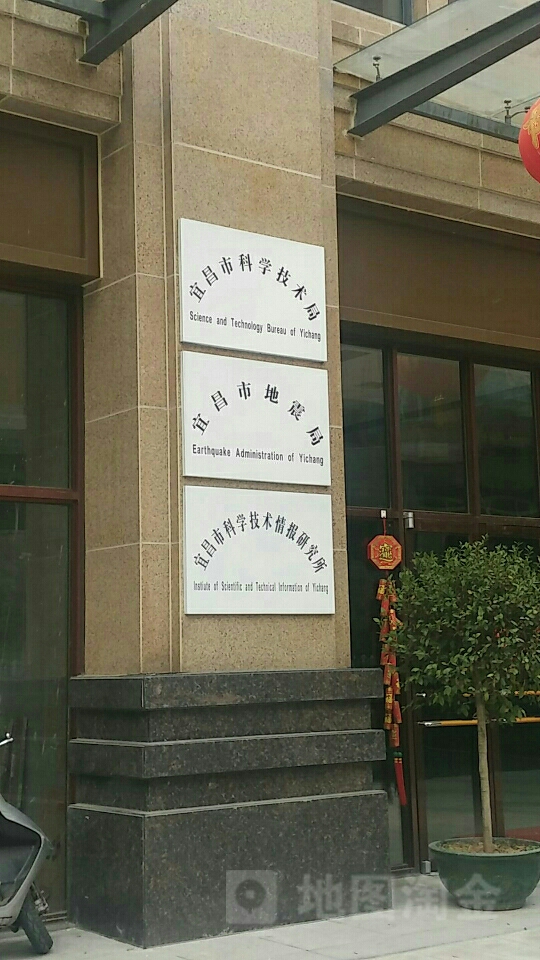 宜昌市科学技术局
Science and Technology Bureau of Yichang
宜昌市地震局
Earthquake Administration of Yichang
宜昌市科学技术情报研究所
Institute of Scientific and Technical Information of Yichang
地图淘金